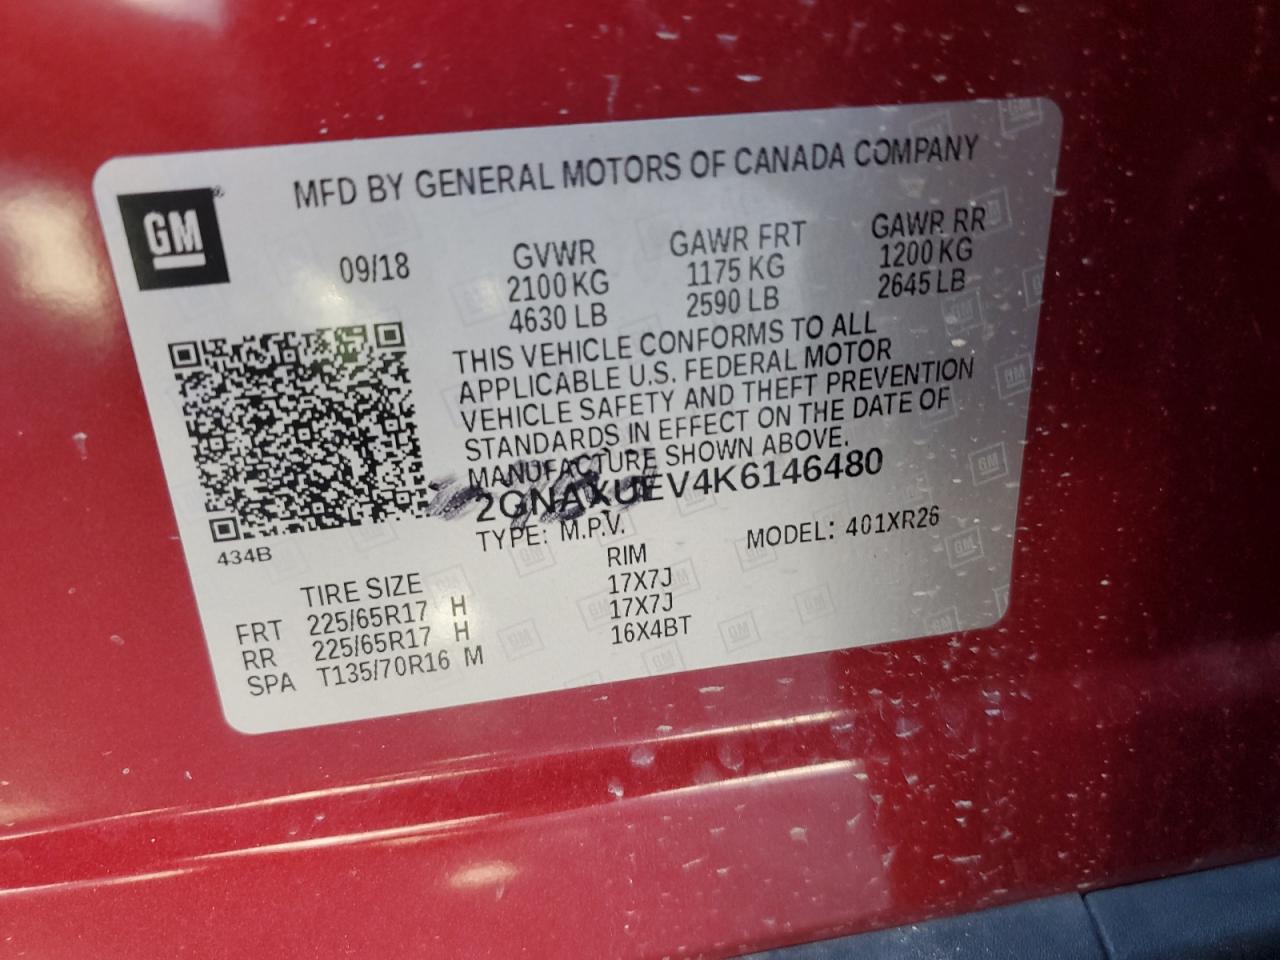 GM
MFD BY GENERAL MOTORS OF CANADA COMPANY
09/18
GVWR
2100 KG
4630 LB
GAWR FRT
1175 KG
2590 LB
GAWR RR
1200 KG
2645 LB
THIS VEHICLE CONFORMS TO ALL
APPLICABLE U.S. FEDERAL MOTOR
VEHICLE SAFETY AND THEFT PREVENTION
STANDARDS IN EFFECT ON THE DATE OF
MANUFACTURE SHOWN ABOVE.
2GNAXUEV4K6146480
TYPE: M.P.V.
MODEL: 401XR26
434B
TIRE SIZE RIM
FRT 225/65R17 H 17X7J
RR 225/65R17 H 17X7J
SPA T135/70R16 M 16X4BT